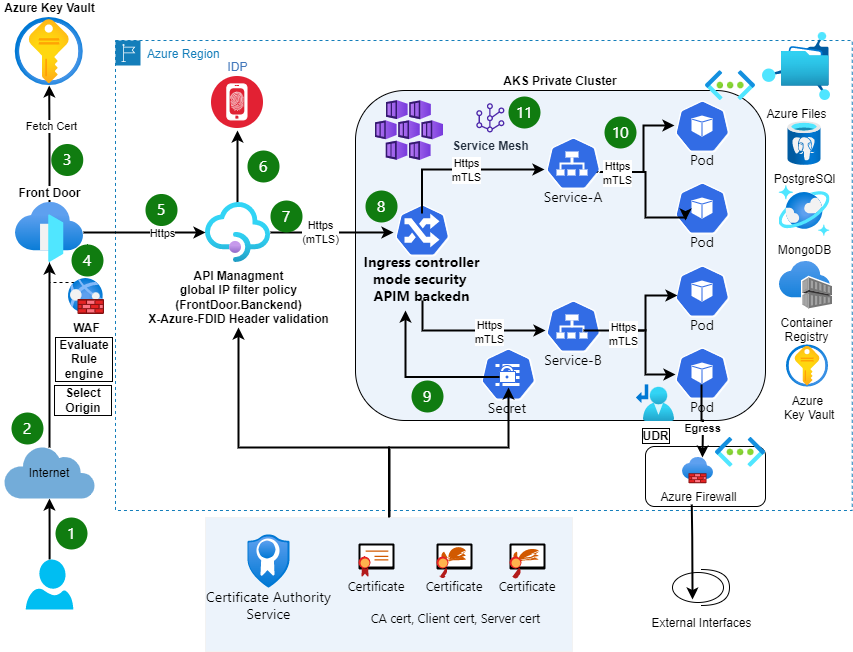 Azure Key Vault
Fetch Cert
3
Front Door
4
WAF
Evaluate
Rule
engine
Select
Origin
2
Internet
1
Azure Region
IDP
6
5
Https
7
Https
(mTLS)
API Managment
global IP filter policy
(FrontDoor.Banckend)
X-Azure-FDID Header validation
AKS Private Cluster
11
Service Mesh
8
Https
mTLS
Ingress controller
mode security
APIM backedn
Service-A
10
Https
mTLS
Pod
Pod
Https
mTLS
Service-B
Https
mTLS
Pod
Pod
9
Secret
Egress
UDR
Azure Firewall
External Interfaces
Azure Files
PostgreSQl
MongoDB
Container
Registry
Azure
Key Vault
Certificate Authority
Service
Certificate
Certificate
Certificate
CA cert, Client cert, Server cert